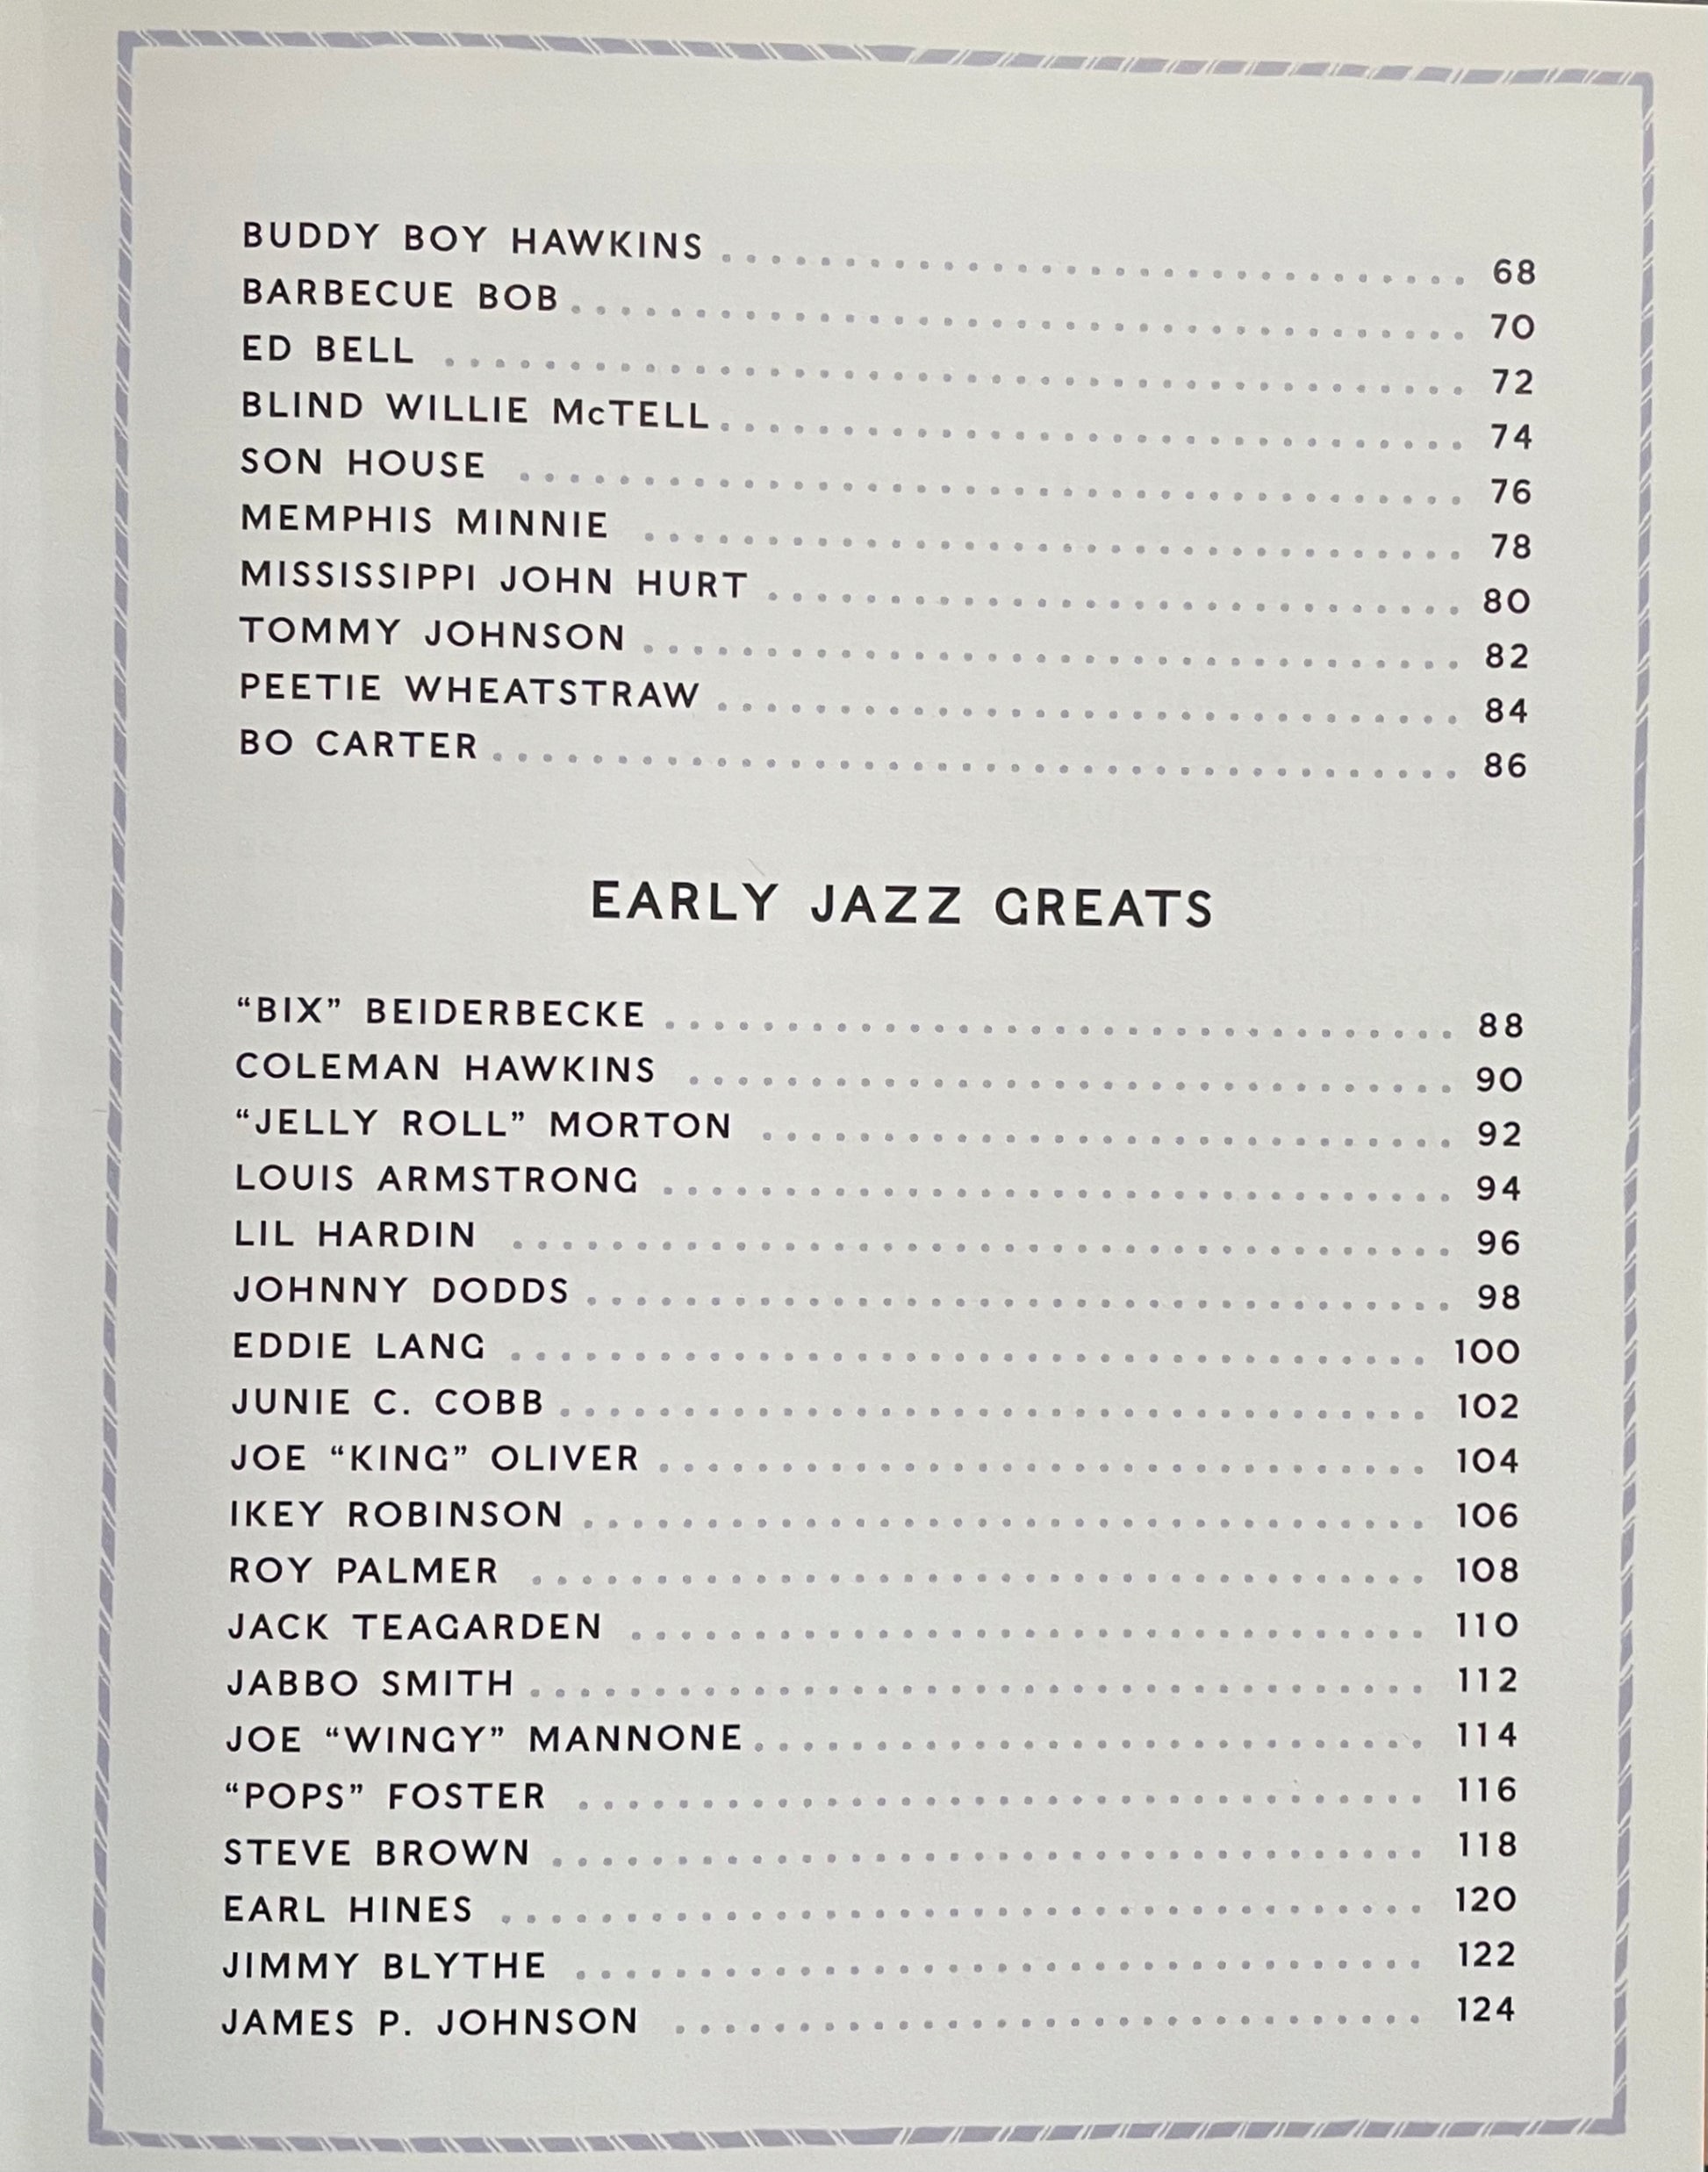 BUDDY BOY HAWKINS 68
BARBECUE BOB 70
ED BELL 72
BLIND WILLIE McTELL 74
SON HOUSE 76
MEMPHIS MINNIE 78
MISSISSIPPI JOHN HURT 80
TOMMY JOHNSON 82
PEETIE WHEATSTRAW 84
BO CARTER 86
EARLY JAZZ GREATS
“BIX” BEIDERBECKE 88
COLEMAN HAWKINS 90
“JELLY ROLL” MORTON 92
LOUIS ARMSTRONG 94
LIL HARDIN 96
JOHNNY DODDS 98
EDDIE LANG 100
JUNIE C. COBB 102
JOE “KING” OLIVER 104
IKEY ROBINSON 106
ROY PALMER 108
JACK TEAGARDEN 110
JABBO SMITH 112
JOE “WINGY” MANNONE 114
“POPS” FOSTER 116
STEVE BROWN 118
EARL HINES 120
JIMMY BLYTHE 122
JAMES P. JOHNSON 124